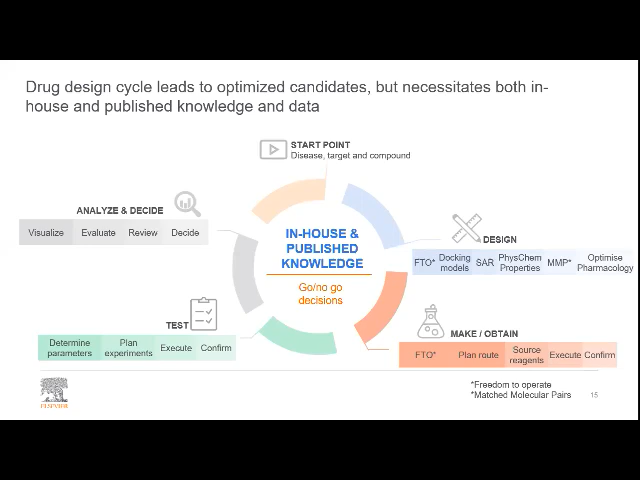 Drug design cycle leads to optimized candidates, but necessitates both in-
house and published knowledge and data
START POINT
Disease, target and compound
ANALYZE & DECIDE
Visualize Evaluate Review Decide
IN-HOUSE &
PUBLISHED
KNOWLEDGE
Go/no go
decisions
DESIGN
FTO* Docking models SAR PhysChem Properties MMP* Optimise Pharmacology
TEST
Determine parameters Plan experiments Execute Confirm
MAKE / OBTAIN
FTO* Plan route Source reagents Execute Confirm
ELSEVIER
*Freedom to operate
*Matched Molecular Pairs
15